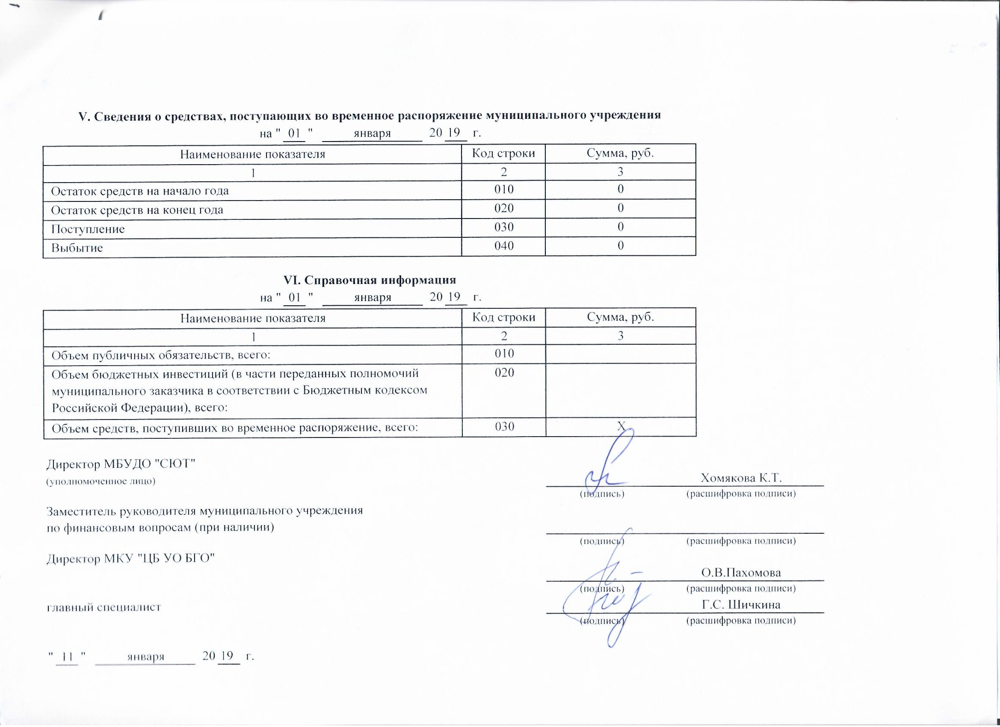 V. Сведения о средствах, поступающих во временное распоряжение муниципального учреждения
на " 01 " января 20 19 г.
Наименование показателя Код строки Сумма, руб.
1 2 3
Остаток средств на начало года 010 0
Остаток средств на конец года 020 0
Поступление 030 0
Выбытие 040 0
VI. Справочная информация
на " 01 " января 20 19 г.
Наименование показателя Код строки Сумма, руб.
1 2 3
Объем публичных обязательств, всего: 010
Объем бюджетных инвестиций (в части переданных полномочий 020
муниципального заказчика в соответствии с Бюджетным кодексом
Российской Федерации), всего:
Объем средств, поступивших во временное распоряжение, всего: 030 Х
Директор МБУДО "СЮТ"
(уполномоченное лицо) Хомякова К.Т.
(подпись) (расшифровка подписи)
Заместитель руководителя муниципального учреждения
по финансовым вопросам (при наличии)
(подпись) (расшифровка подписи)
Директор МКУ "ЦБ УО БГО"
О.В.Пахомова
(подпись) (расшифровка подписи)
главный специалист Г.С. Шичкина
(подпись) (расшифровка подписи)
" 11 " января 20 19 г.